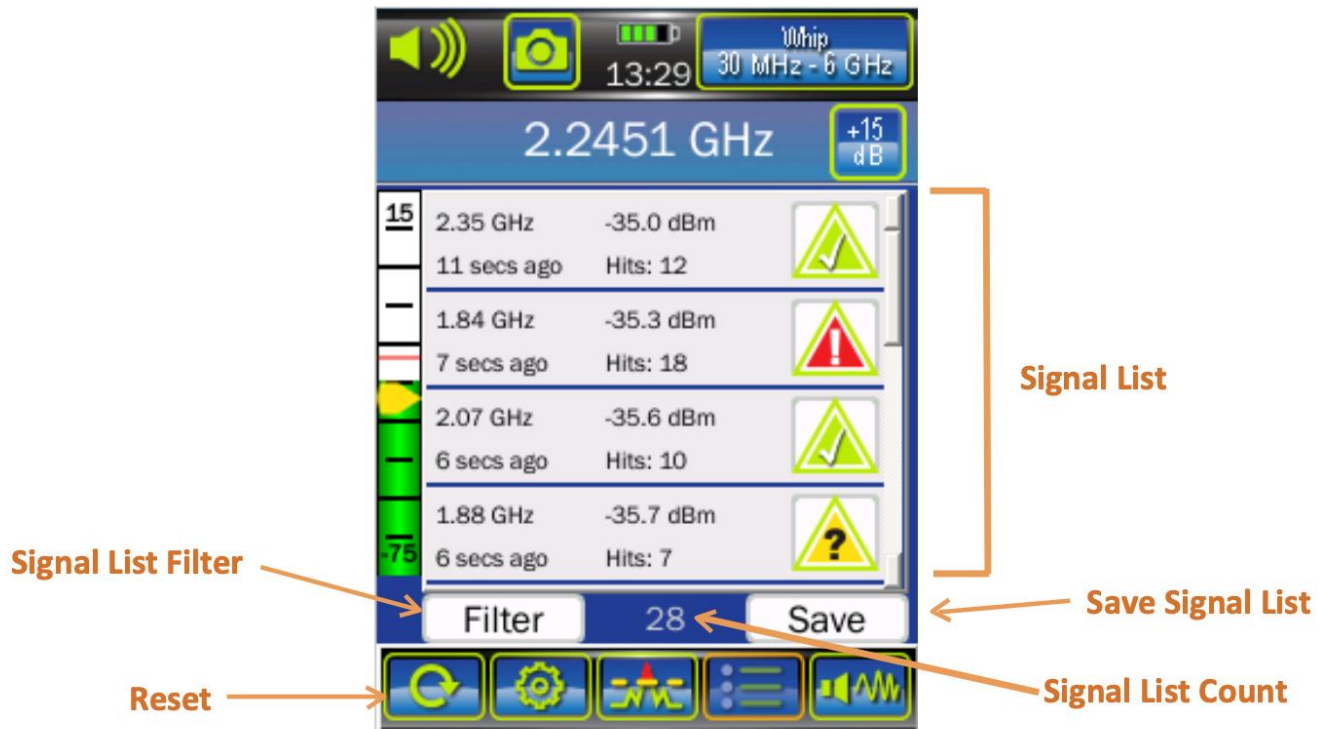 Whip
13:29
30 MHz - 6 GHz
2.2451 GHz
+15
dB
15
2.35 GHz -35.0 dBm
11 secs ago Hits: 12
1.84 GHz -35.3 dBm
7 secs ago Hits: 18
Signal List
2.07 GHz -35.6 dBm
6 secs ago Hits: 10
1.88 GHz -35.7 dBm
-75
6 secs ago Hits: 7
Signal List Filter
Save Signal List
Filter 28 Save
Reset
Signal List Count